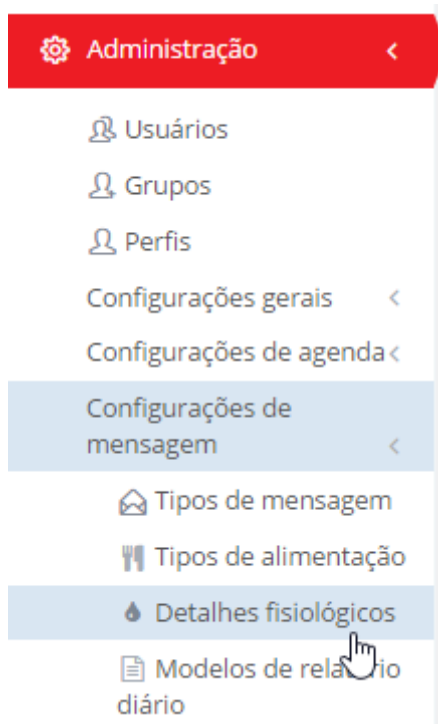 Administração
Usuários
Grupos
Perfis
Configurações gerais
Configurações de agenda
Configurações de
mensagem
Tipos de mensagem
Tipos de alimentação
Detalhes fisiológicos
Modelos de
diário